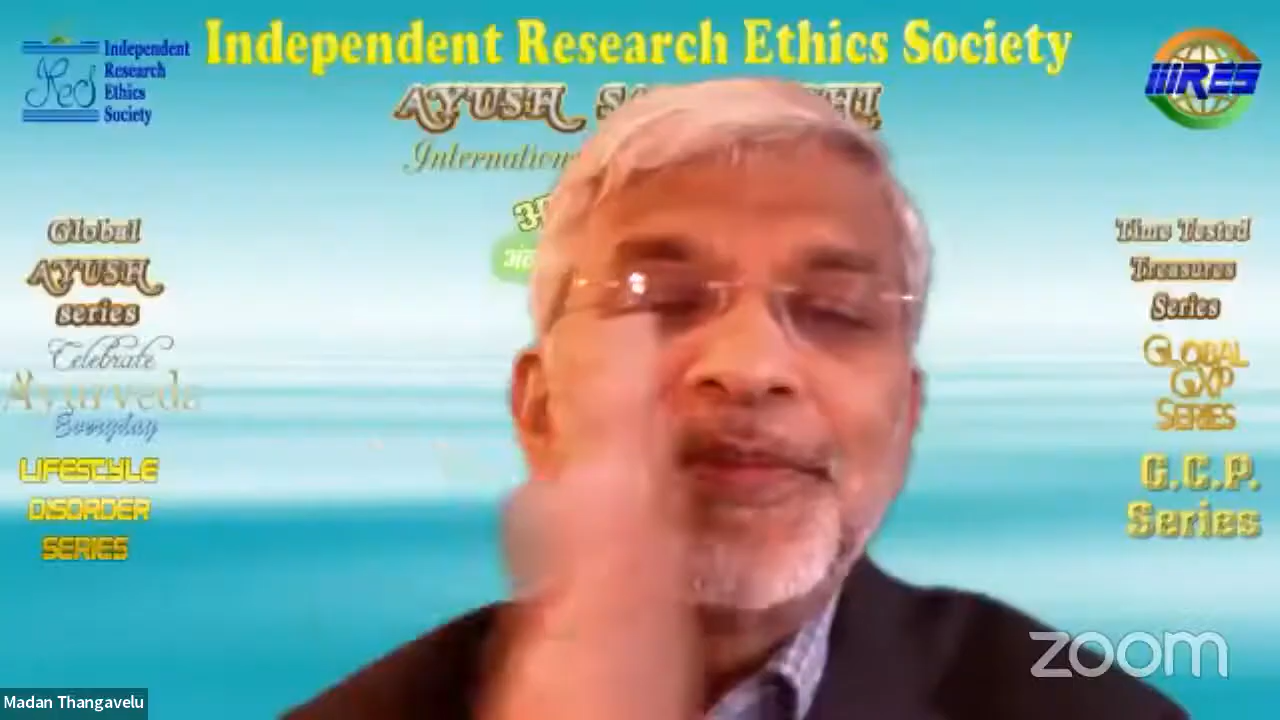 Independent Research Ethics Society
Independent
Research
Ethics
Society
IIIRES
AYUSH
Global
AYUSH
series
Celebrate
Ayurveda
Everyday
LIFESTYLE
DISORDER
SERIES
Time Tested
Treasures
Series
GLOBAL
GXP
SERIES
G.C.P.
Series
zoom
Madan Thangavelu